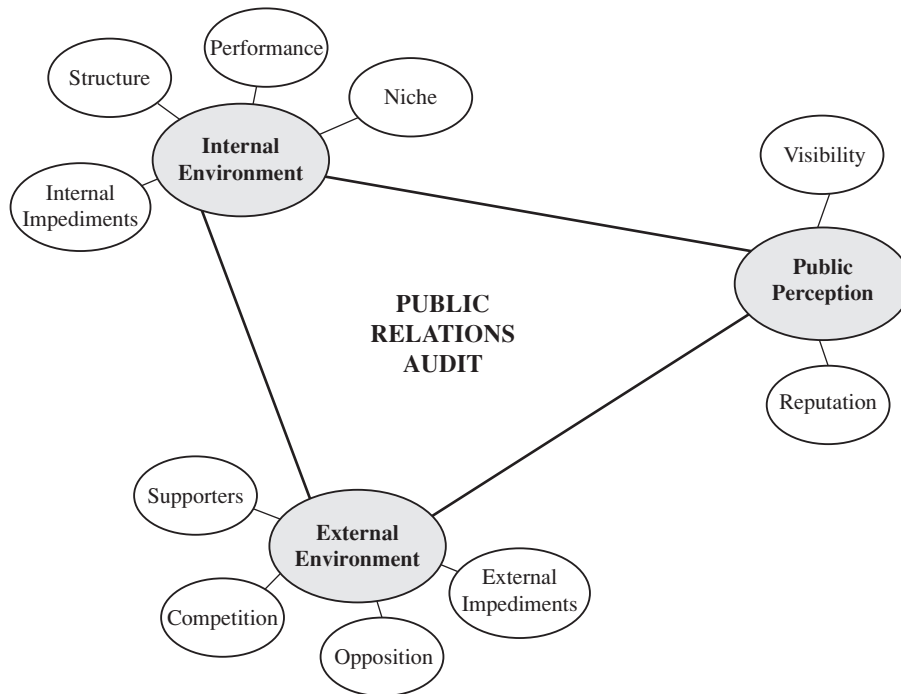 Performance
Structure
Niche
Internal
Environment
Internal
Impediments
Visibility
Public
Perception
Reputation
PUBLIC
RELATIONS
AUDIT
Supporters
External
Environment
External
Impediments
Competition
Opposition